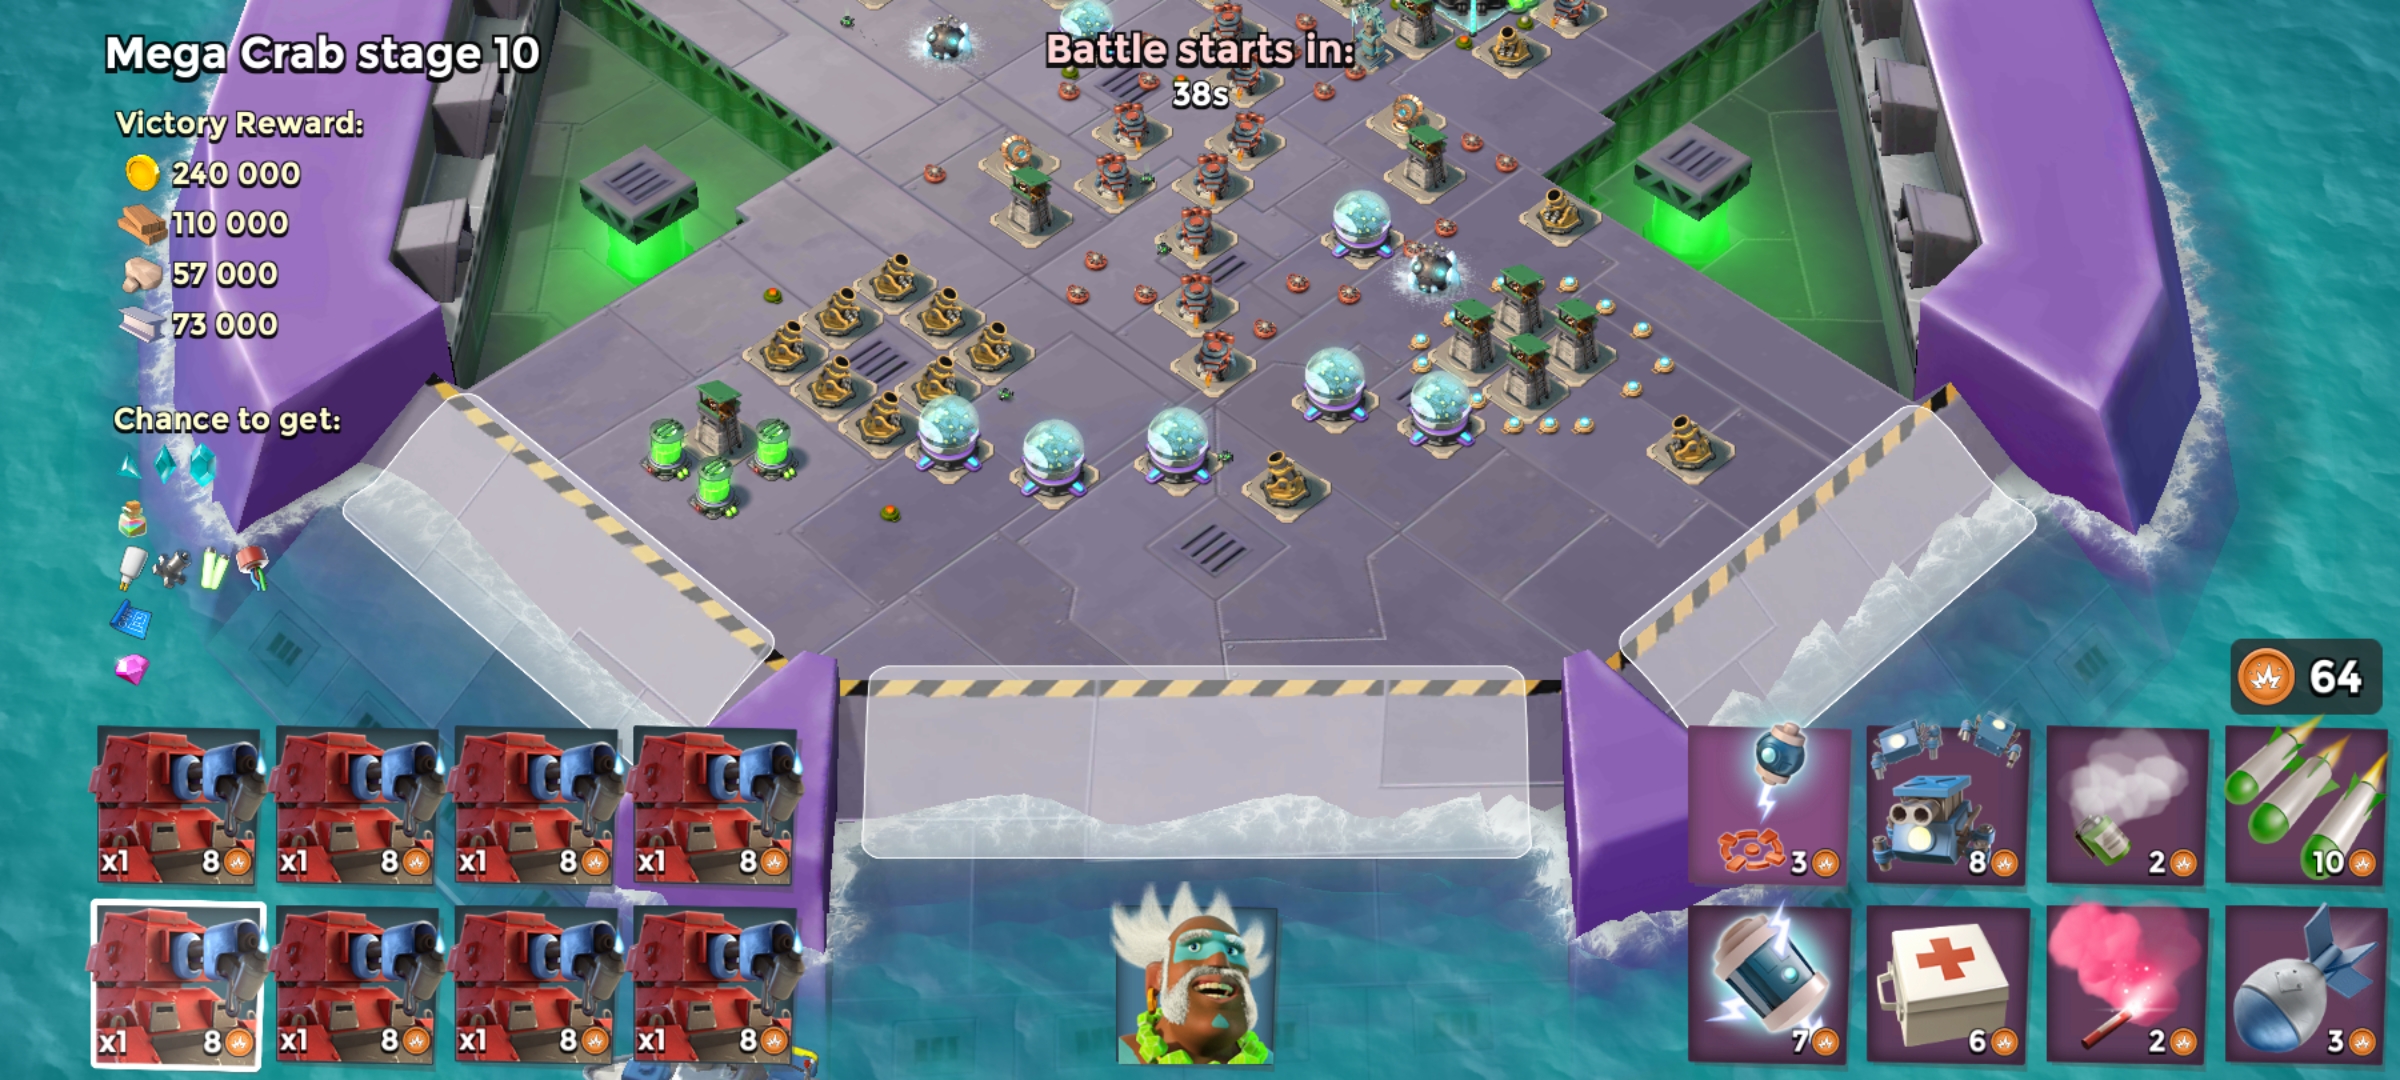 Mega Crab stage 10
Battle starts in:
38s
Victory Reward:
240 000
110 000
57 000
73 000
Chance to get:
64
x1 8
x1 8
x1 8
x1 8
3
8
2
10
x1 8
x1 8
x1 8
x1 8
7
6
2
3